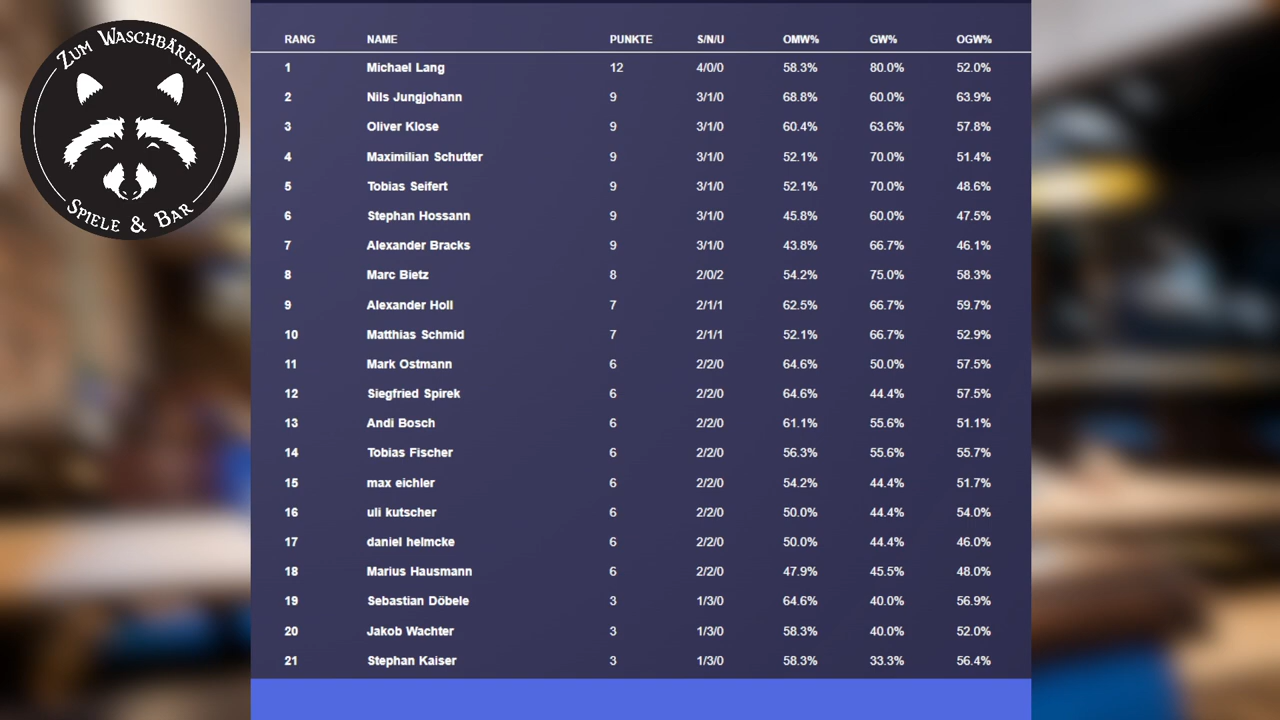 ZUM WASCHBÄREN
SPIELE & BAR
RANG NAME PUNKTE S/N/U OMW% GW% OGW%
1 Michael Lang 12 4/0/0 58.3% 80.0% 52.0%
2 Nils Jungjohann 9 3/1/0 68.8% 60.0% 63.9%
3 Oliver Klose 9 3/1/0 60.4% 63.6% 57.8%
4 Maximilian Schutter 9 3/1/0 52.1% 70.0% 51.4%
5 Tobias Seifert 9 3/1/0 52.1% 70.0% 48.6%
6 Stephan Hossann 9 3/1/0 45.8% 60.0% 47.5%
7 Alexander Bracks 9 3/1/0 43.8% 66.7% 46.1%
8 Marc Bietz 8 2/0/2 54.2% 75.0% 58.3%
9 Alexander Holl 7 2/1/1 62.5% 66.7% 59.7%
10 Matthias Schmid 7 2/1/1 52.1% 66.7% 52.9%
11 Mark Ostmann 6 2/2/0 64.6% 50.0% 57.5%
12 Siegfried Spirek 6 2/2/0 64.6% 44.4% 57.5%
13 Andi Bosch 6 2/2/0 61.1% 55.6% 51.1%
14 Tobias Fischer 6 2/2/0 56.3% 55.6% 55.7%
15 max eichler 6 2/2/0 54.2% 44.4% 51.7%
16 uli kutscher 6 2/2/0 50.0% 44.4% 54.0%
17 daniel helmcke 6 2/2/0 50.0% 44.4% 46.0%
18 Marius Hausmann 6 2/2/0 47.9% 45.5% 48.0%
19 Sebastian Döbele 3 1/3/0 64.6% 40.0% 56.9%
20 Jakob Wachter 3 1/3/0 58.3% 40.0% 52.0%
21 Stephan Kaiser 3 1/3/0 58.3% 33.3% 56.4%